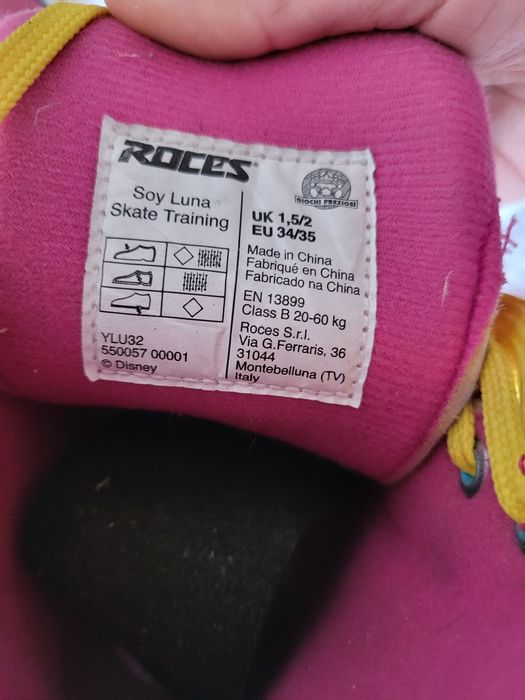 ROCES
Soy Luna
Skate Training
YLU32
550057 00001
© Disney
GIOCHI PREZIOSI
UK 1,5/2
EU 34/35
Made in China
Fabriqué en China
Fabricado na China
EN 13899
Class B 20-60 kg
Roces S.r.l.
Via G.Ferraris, 36
31044
Montebelluna (TV)
Italy